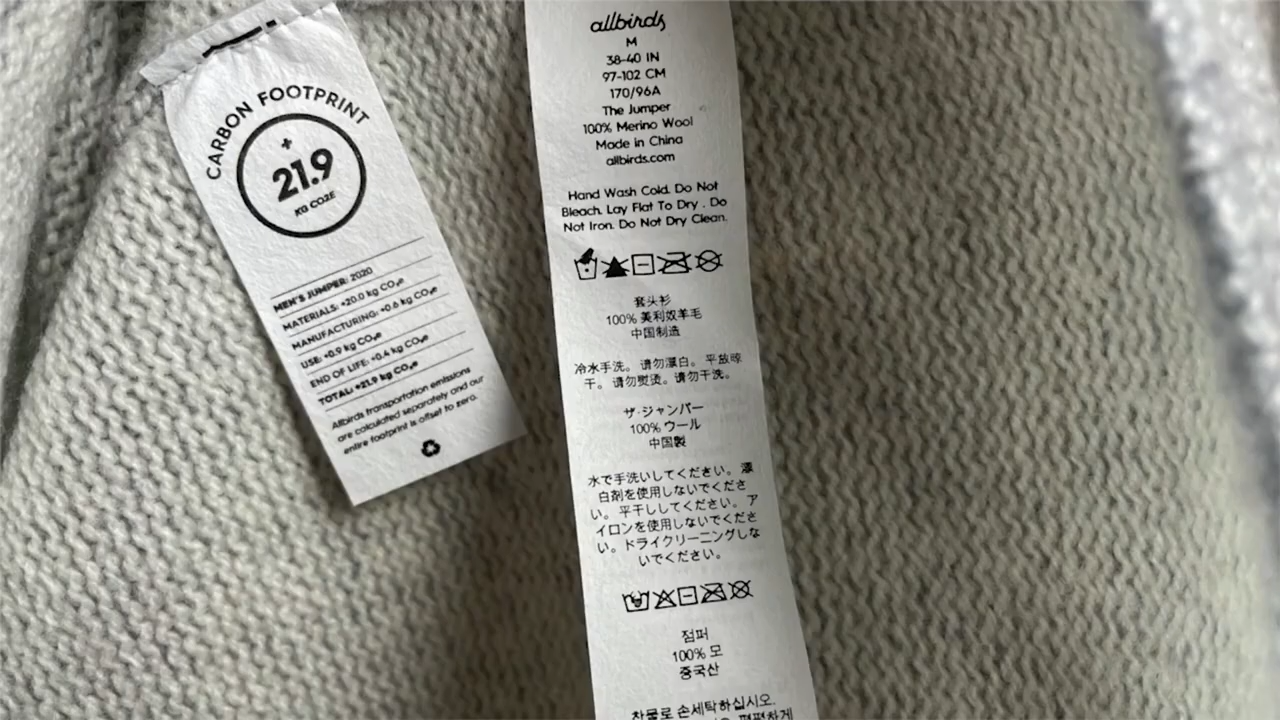 CARBON FOOTPRINT
+
21.9
KG CO2E
MEN'S JUMPER: 2020
MATERIALS: +20.0 kg CO₂e
MANUFACTURING: +0.6 kg CO₂e
USE: +0.9 kg CO₂e
END OF LIFE: +0.4 kg CO₂e
TOTAL: +21.9 kg CO₂e
Allbirds transportation emissions
are calculated separately and our
entire footprint is offset to zero.
allbirds
M
38-40 IN
97-102 CM
170/96A
The Jumper
100% Merino Wool
Made in China
allbirds.com
Hand Wash Cold. Do Not
Bleach. Lay Flat To Dry . Do
Not Iron. Do Not Dry Clean.
套头衫
100% 美利奴羊毛
中国制造
冷水手洗。 请勿漂白。 平放晾
干。 请勿熨烫。请勿干洗。
ザ·ジャンパー
100% ウール
中国製
水で手洗いしてください。 漂
白剤を使用しないでくださ
い。 平干ししてください。 ア
イロンを使用しないでくださ
い。ドライクリーニングしな
いでください。
점퍼
100% 모
중국산
찬물로 손세탁하십시오.
평평하게